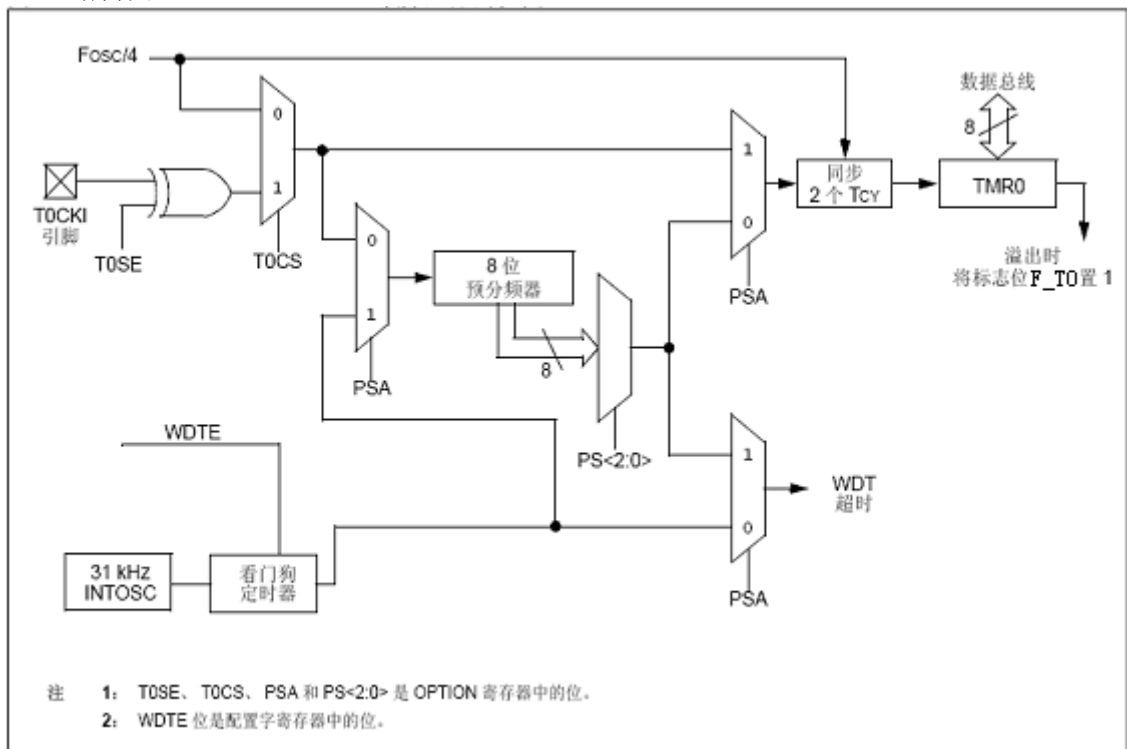 Fosc/4
数据总线
8
0
1
1
0
T0CKI
引脚
T0SE
T0CS
同步
2 个 TCY
TMR0
溢出时
将标志位F_T0置 1
PSA
0
1
PSA
8 位
预分频器
8
PS<2:0>
WDTE
1
0
WDT
超时
PSA
31 kHz
INTOSC
看门狗
定时器
注 1: T0SE、 T0CS、 PSA 和 PS<2:0> 是 OPTION 寄存器中的位。
2: WDTE 位是配置字寄存器中的位。